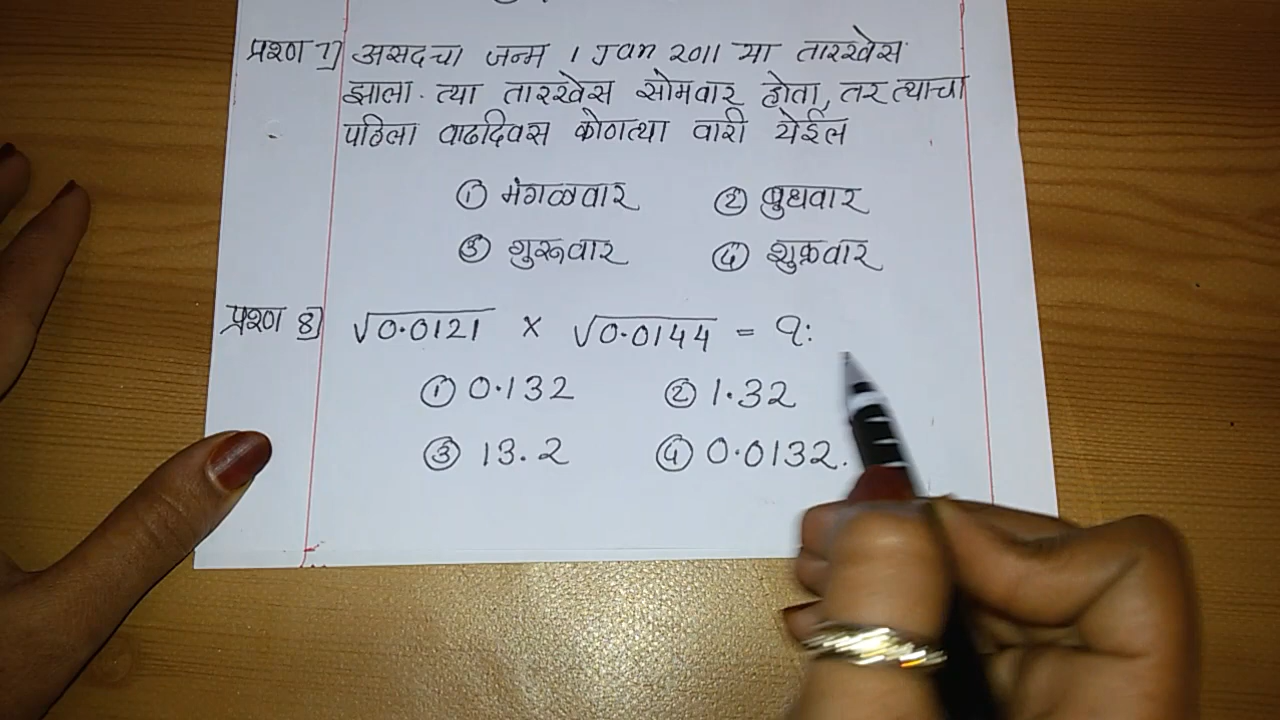 प्रश्ण 7] असदचा जन्म 1 Jan 2011 या तारखेस
झाला. त्या तारखेस सोमवार होता, तर त्याचा
पहिला वाढदिवस कोणत्या वारी येईल
① मंगळवार ② बुधवार
③ शुरूवार ④ शुक्रवार
प्रश्ण 8] √0.0121 × √0.0144 = ?
① 0.132 ② 1.32
③ 13.2 ④ 0.0132.